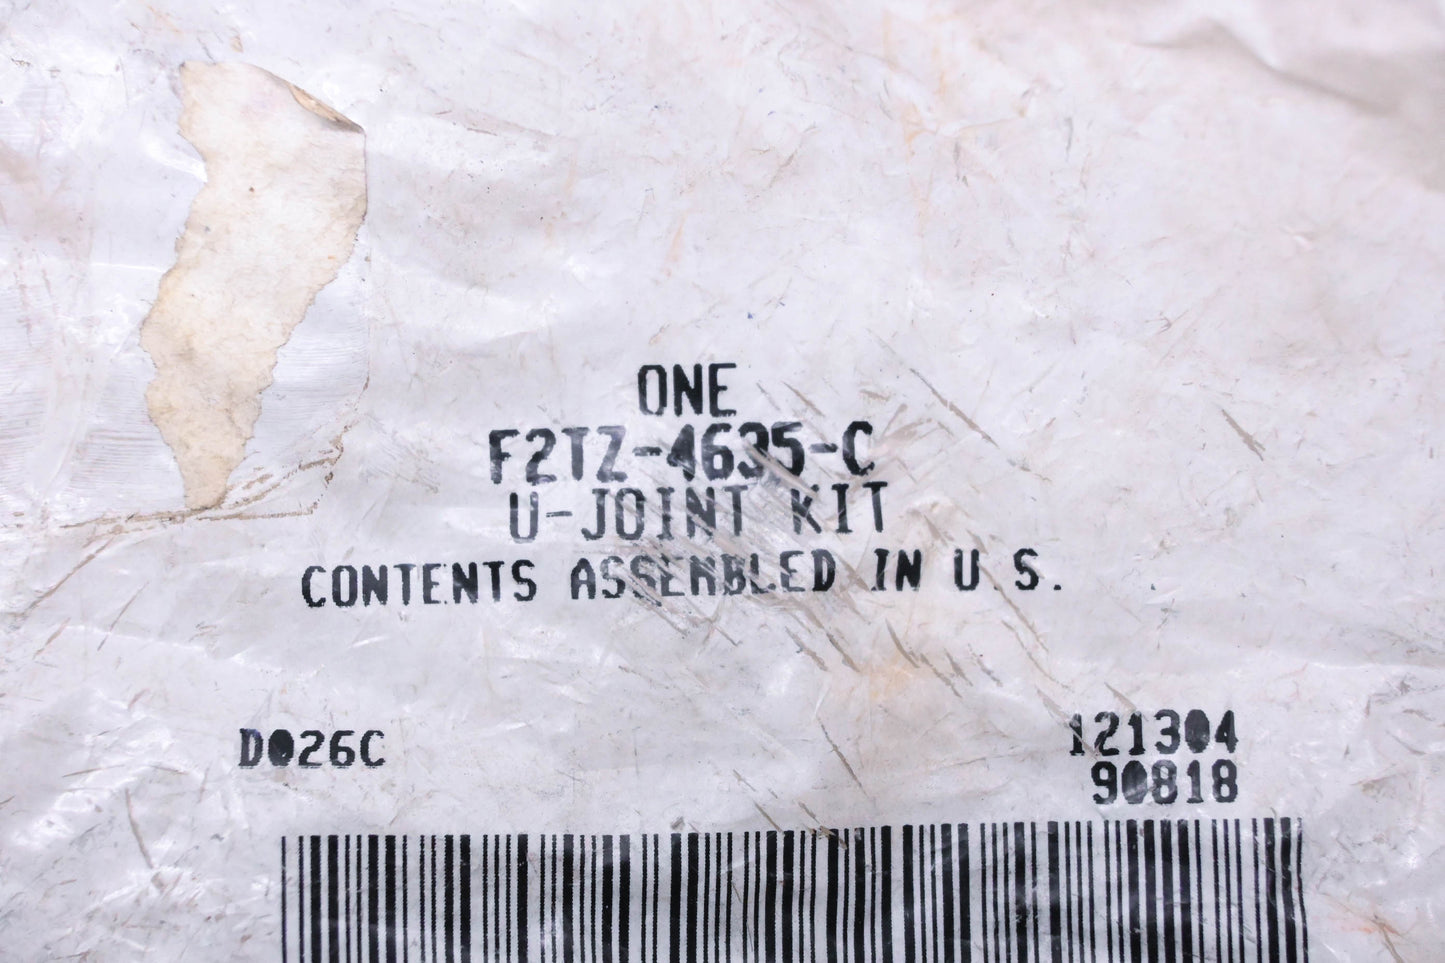 ONE
F2TZ-4635-C
U-JOINT KIT
CONTENTS ASSEMBLED IN U S.
D026C
121304
90818